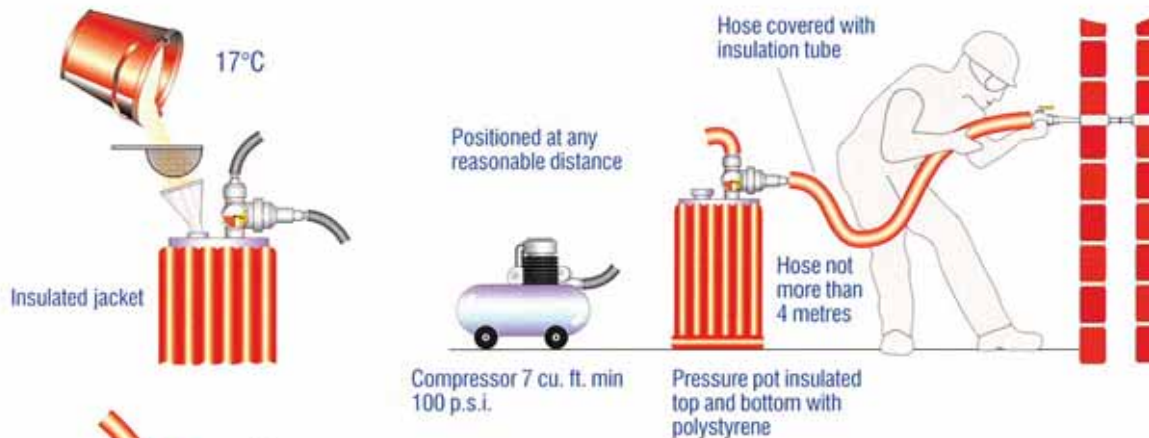 17°C
Insulated jacket
Positioned at any
reasonable distance
Compressor 7 cu. ft. min
100 p.s.i.
Hose covered with
insulation tube
Hose not
more than
4 metres
Pressure pot insulated
top and bottom with
polystyrene